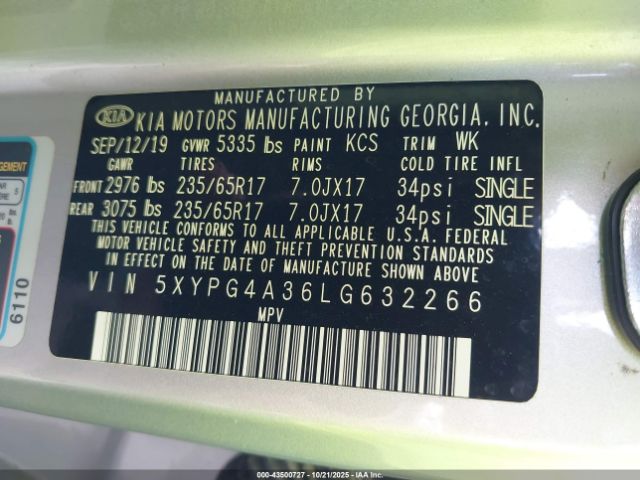 MANUFACTURED BY
KIA KIA MOTORS MANUFACTURING GEORGIA, INC.
SEP/12/19 GVWR 5335 lbs PAINT KCS TRIM WK
GAWR TIRES RIMS COLD TIRE INFL
FRONT 2976 lbs 235/65R17 7.0JX17 34psi SINGLE
REAR 3075 lbs 235/65R17 7.0JX17 34psi SINGLE
THIS VEHICLE CONFORMS TO ALL APPLICABLE U.S.A. FEDERAL
MOTOR VEHICLE SAFETY AND THEFT PREVENTION STANDARDS
IN EFFECT ON THE DATE OF MANUFACTURE SHOWN ABOVE.
VIN 5XYPG4A36LG632266
MPV
6110
000-43500727 - 10/21/2025 - IAA Inc.